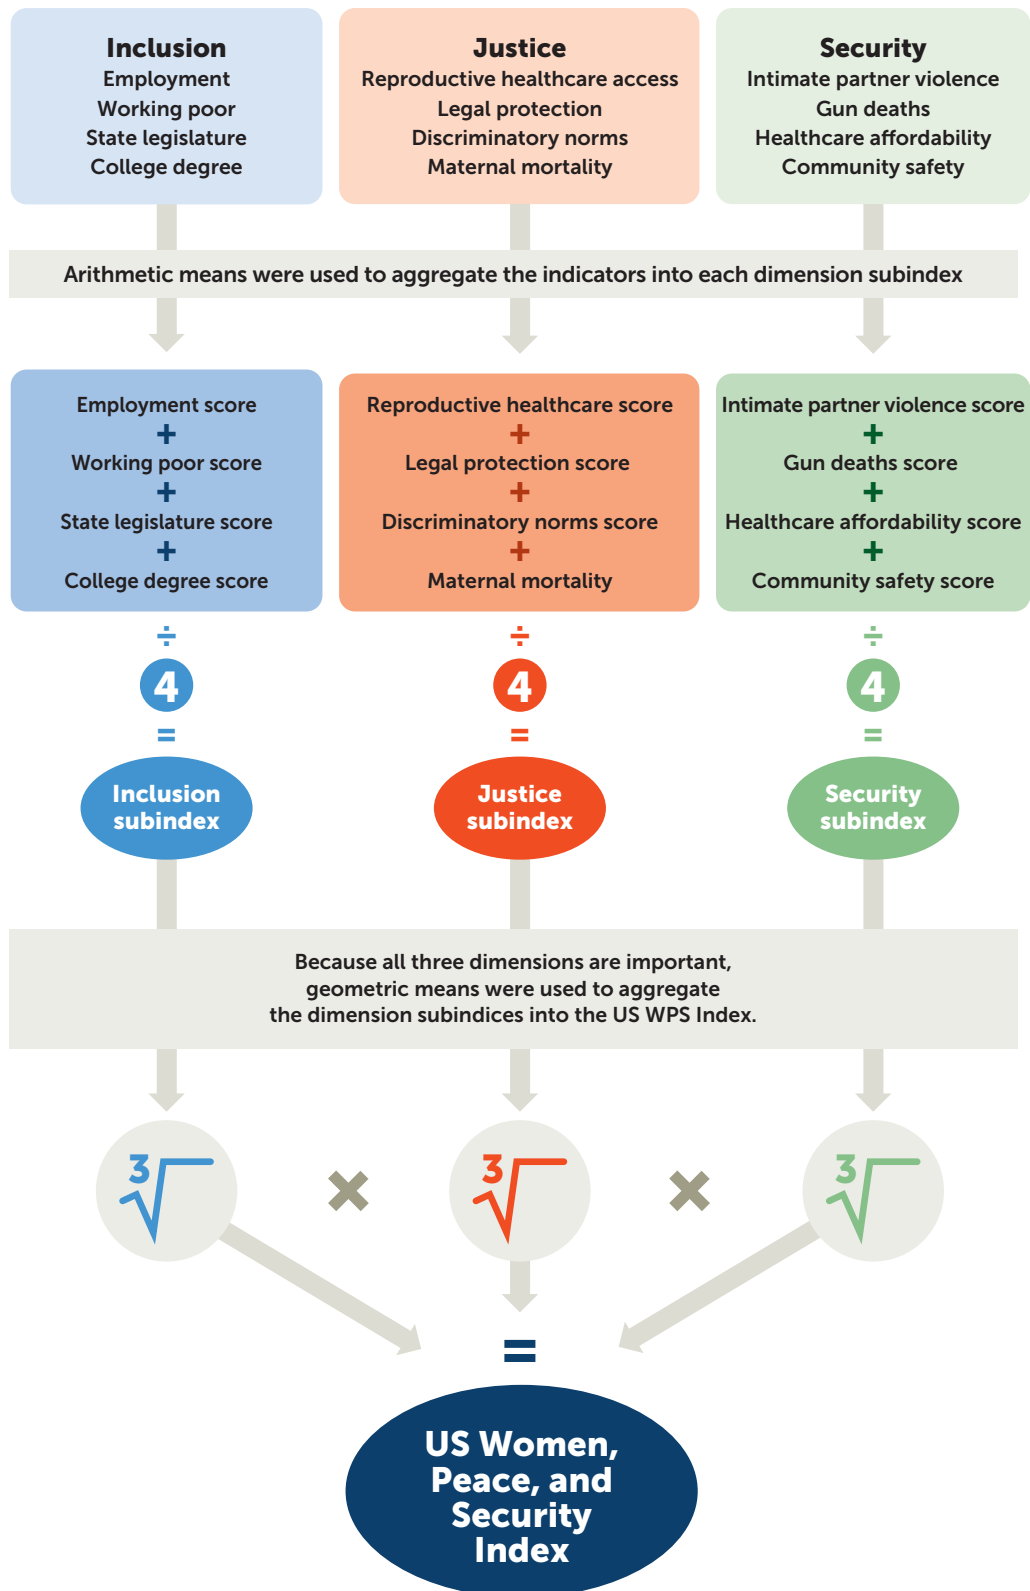 Inclusion
Employment
Working poor
State legislature
College degree
Justice
Reproductive healthcare access
Legal protection
Discriminatory norms
Maternal mortality
Security
Intimate partner violence
Gun deaths
Healthcare affordability
Community safety
Arithmetic means were used to aggregate the indicators into each dimension subindex
Employment score
+
Working poor score
+
State legislature score
+
College degree score
÷
4
=
Inclusion
subindex
Reproductive healthcare score
+
Legal protection score
+
Discriminatory norms score
+
Maternal mortality
÷
4
=
Justice
subindex
Intimate partner violence score
+
Gun deaths score
+
Healthcare affordability score
+
Community safety score
÷
4
=
Security
subindex
Because all three dimensions are important,
geometric means were used to aggregate
the dimension subindices into the US WPS Index.
3√ × 3√ × 3√
=
US Women,
Peace, and
Security
Index